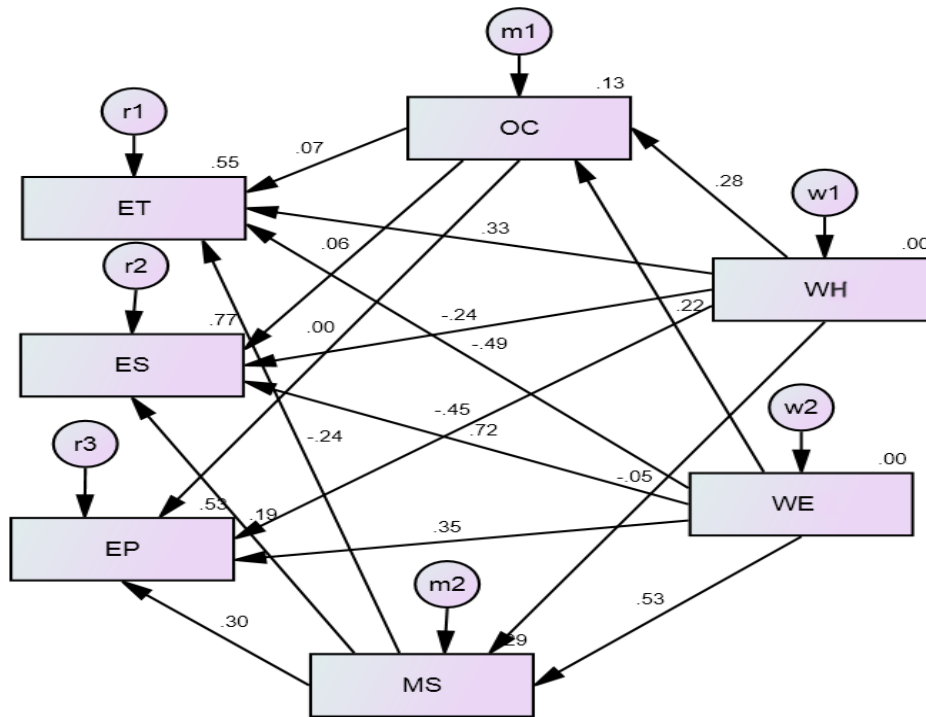 m1
.13
OC
r1
.55
.07
ET
.28
w1
.00
WH
.33
r2
.06
.77
ES
.00
-.24
.22
-.49
-.45
.72
w2
.00
WE
-.05
r3
-.24
.53
.19
EP
.35
m2
.53
.30
.29
MS